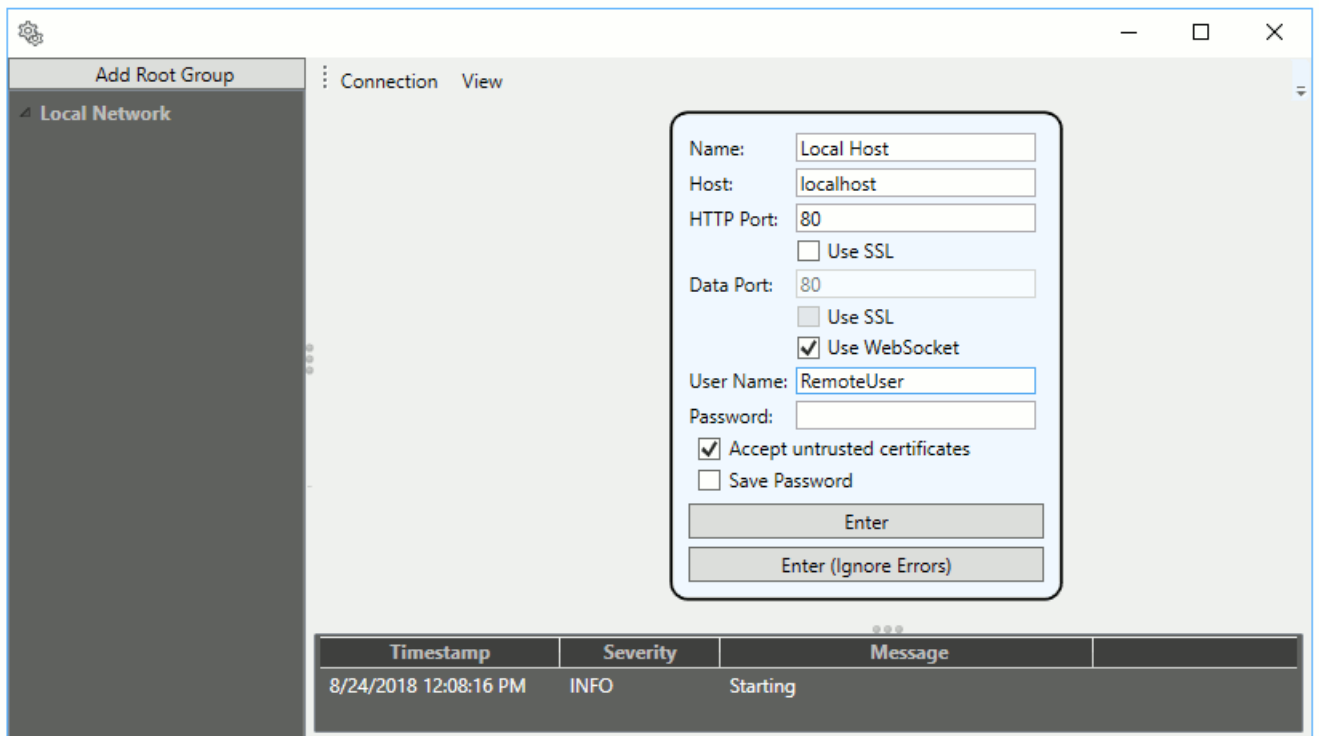 Add Root Group
Connection View
Local Network
Name: Local Host
Host: localhost
HTTP Port: 80
Use SSL
Data Port: 80
Use SSL
Use WebSocket
User Name: RemoteUser
Password:
Accept untrusted certificates
Save Password
Enter
Enter (Ignore Errors)
Timestamp Severity Message
8/24/2018 12:08:16 PM INFO Starting